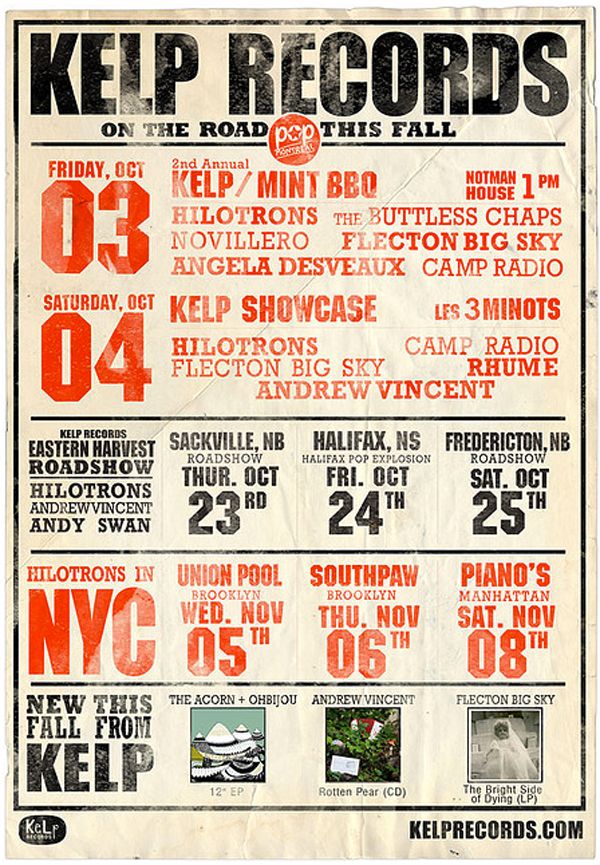 KELP RECORDS
ON THE ROAD POP MONTREAL THIS FALL
FRIDAY, OCT 03
2nd Annual
KELP/MINT BBQ
NOTMAN HOUSE 1 PM
HILOTRONS THE BUTTLESS CHAPS
NOVILLERO FLECTON BIG SKY
ANGELA DESVEAUX CAMP RADIO
SATURDAY, OCT 04
KELP SHOWCASE LES 3 MINOTS
HILOTRONS CAMP RADIO
FLECTON BIG SKY RHUME
ANDREW VINCENT
KELP RECORDS
EASTERN HARVEST
ROADSHOW
HILOTRONS
ANDREW VINCENT
ANDY SWAN
SACKVILLE, NB
ROADSHOW
THUR. OCT
23RD
HALIFAX, NS
HALIFAX POP EXPLOSION
FRI. OCT
24TH
FREDERICTON, NB
ROADSHOW
SAT. OCT
25TH
HILOTRONS IN
NYC
UNION POOL
BROOKLYN
WED. NOV
05TH
SOUTHPAW
BROOKLYN
THU. NOV
06TH
PIANO'S
MANHATTAN
SAT. NOV
08TH
NEW THIS
FALL FROM
KELP
THE ACORN + OHBIJOU
12" EP
ANDREW VINCENT
Rotten Pear (CD)
FLECTON BIG SKY
The Bright Side
of Dying (LP)
KeLp
RECORDS
KELPRECORDS.COM